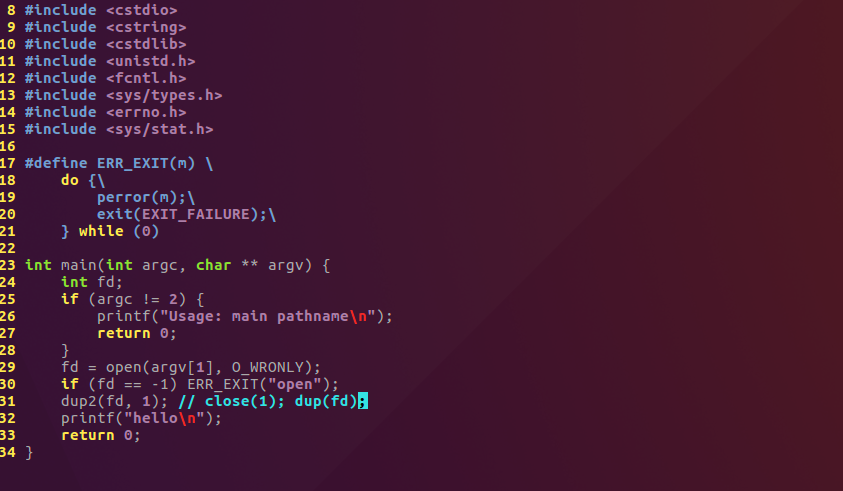 8 #include <cstdio>
9 #include <cstring>
10 #include <cstdlib>
11 #include <unistd.h>
12 #include <fcntl.h>
13 #include <sys/types.h>
14 #include <errno.h>
15 #include <sys/stat.h>
16
17 #define ERR_EXIT(m) \
18     do {\
19         perror(m);\
20         exit(EXIT_FAILURE);\
21     } while (0)
22
23 int main(int argc, char ** argv) {
24     int fd;
25     if (argc != 2) {
26         printf("Usage: main pathname\n");
27         return 0;
28     }
29     fd = open(argv[1], O_WRONLY);
30     if (fd == -1) ERR_EXIT("open");
31     dup2(fd, 1); // close(1); dup(fd);
32     printf("hello\n");
33     return 0;
34 }